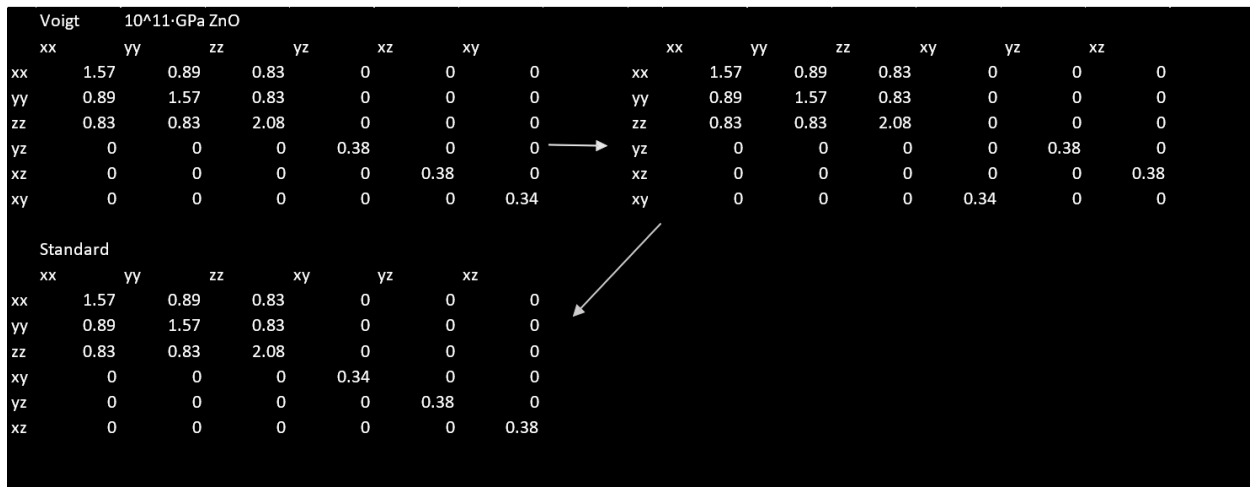 Voigt 10^11·GPa ZnO
xx yy zz yz xz xy
xx 1.57 0.89 0.83 0 0 0
yy 0.89 1.57 0.83 0 0 0
zz 0.83 0.83 2.08 0 0 0
yz 0 0 0 0.38 0 0
xz 0 0 0 0 0.38 0
xy 0 0 0 0 0 0.34
xx yy zz xy yz xz
xx 1.57 0.89 0.83 0 0 0
yy 0.89 1.57 0.83 0 0 0
zz 0.83 0.83 2.08 0 0 0
yz 0 0 0 0 0.38 0
xz 0 0 0 0 0 0.38
xy 0 0 0 0.34 0 0
Standard
xx yy zz xy yz xz
xx 1.57 0.89 0.83 0 0 0
yy 0.89 1.57 0.83 0 0 0
zz 0.83 0.83 2.08 0 0 0
xy 0 0 0 0.34 0 0
yz 0 0 0 0 0.38 0
xz 0 0 0 0 0 0.38